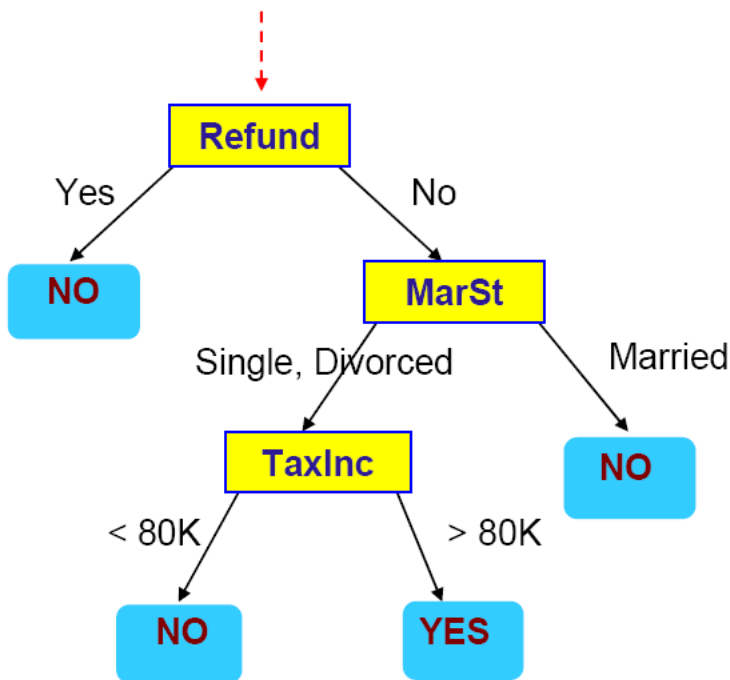 Refund
Yes
No
NO
MarSt
Single, Divorced
Married
TaxInc
NO
< 80K
> 80K
NO
YES